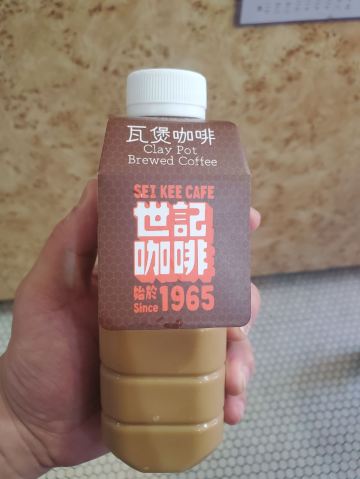 瓦煲咖啡
Clay Pot
Brewed Coffee
SEI KEE CAFE
世記
咖啡
始於
Since 1965